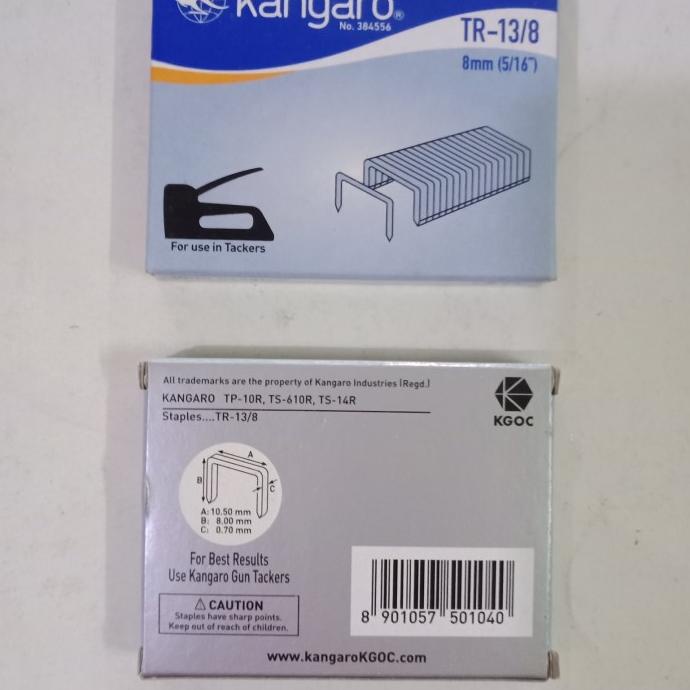 Kangaro®
No. 384556
TR-13/8
8mm (5/16")
For use in Tackers
All trademarks are the property of Kangaro Industries (Regd.)
KANGARO TP-10R, TS-610R, TS-14R
Staples....TR-13/8
KGOC
A
B
C
A: 10.50 mm
B: 8.00 mm
C: 0.70 mm
For Best Results
Use Kangaro Gun Tackers
⚠ CAUTION
Staples have sharp points.
Keep out of reach of children.
8 901057 501040
www.kangaroKGOC.com